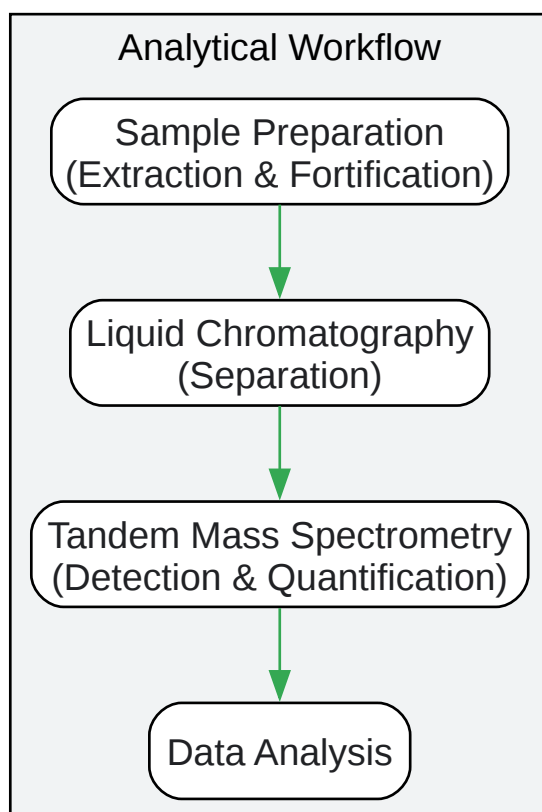 Analytical Workflow
Sample Preparation
(Extraction & Fortification)
Liquid Chromatography
(Separation)
Tandem Mass Spectrometry
(Detection & Quantification)
Data Analysis